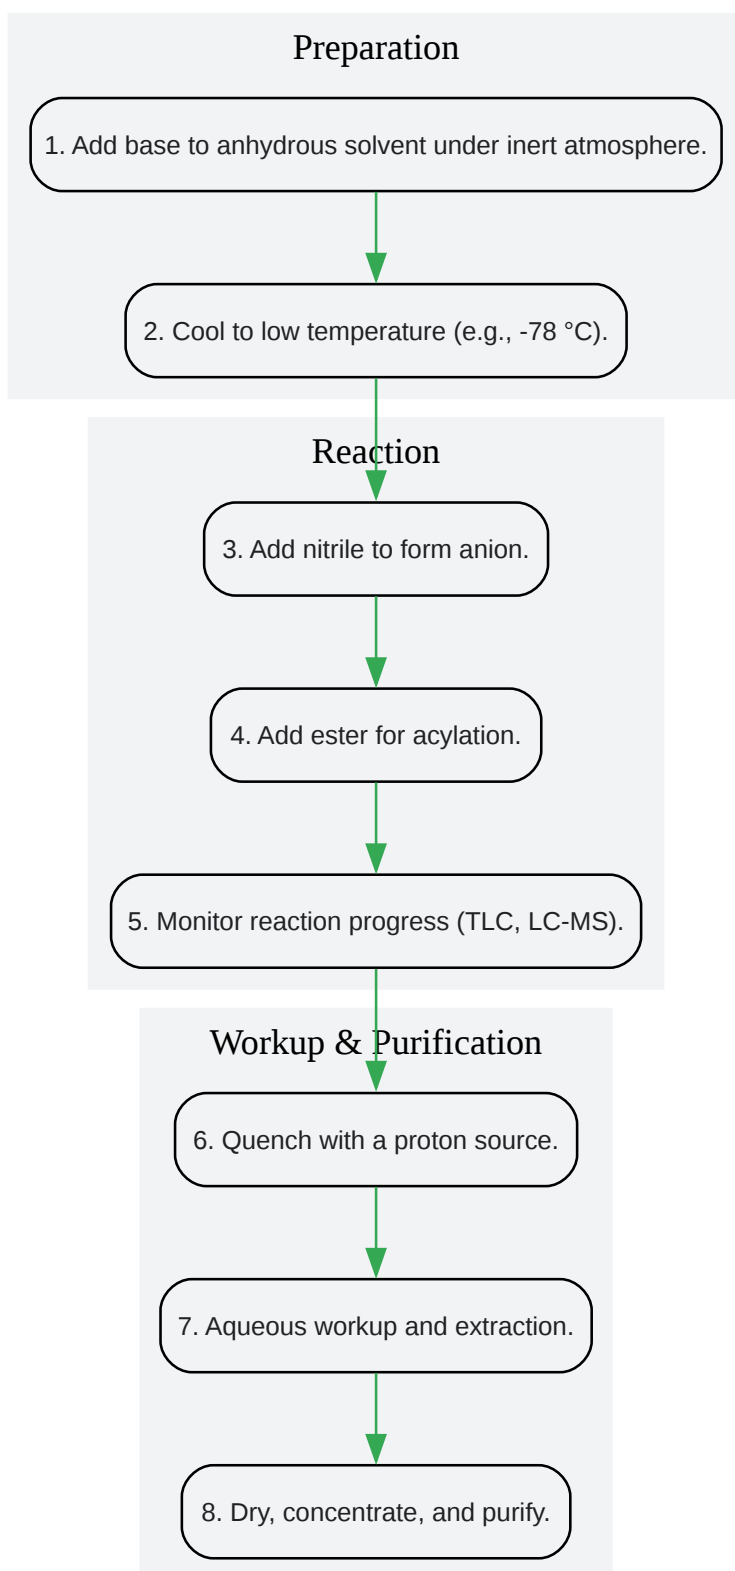 Preparation
1. Add base to anhydrous solvent under inert atmosphere.
2. Cool to low temperature (e.g., -78 °C).
Reaction
3. Add nitrile to form anion.
4. Add ester for acylation.
5. Monitor reaction progress (TLC, LC-MS).
Workup & Purification
6. Quench with a proton source.
7. Aqueous workup and extraction.
8. Dry, concentrate, and purify.